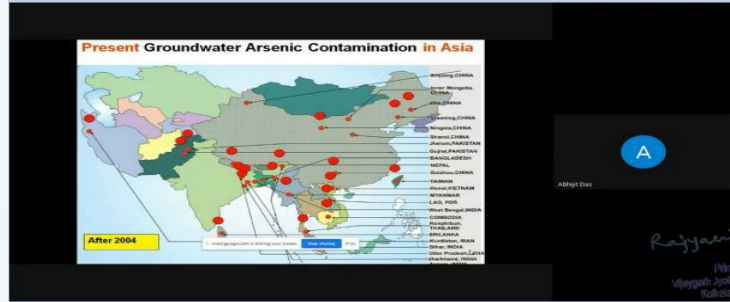 Present Groundwater Arsenic Contamination in Asia
Xinjiang,CHINA
Inner Mongolia,
CHINA
CHINA
Liaoning,CHINA
Ningxia,CHINA
Shanxi,CHINA
Jhelum,PAKISTAN
Gujrat,PAKISTAN
BANGLADESH
NEPAL
Guizhou,CHINA
TAIWAN
Hanoi,VIETNAM
MYANMAR
LAO, PDR
West Bengal,INDIA
COMBODIA
Ronphibun,
THAILAND
SRILANKA
Kurdistan, IRAN
Bihar, INDIA
Uttar Pradesh,INDIA
Jharkhand, INDIA
After 2004
meet.google.com is sharing your screen.
Stop sharing
Hide
A
Abhijit Das